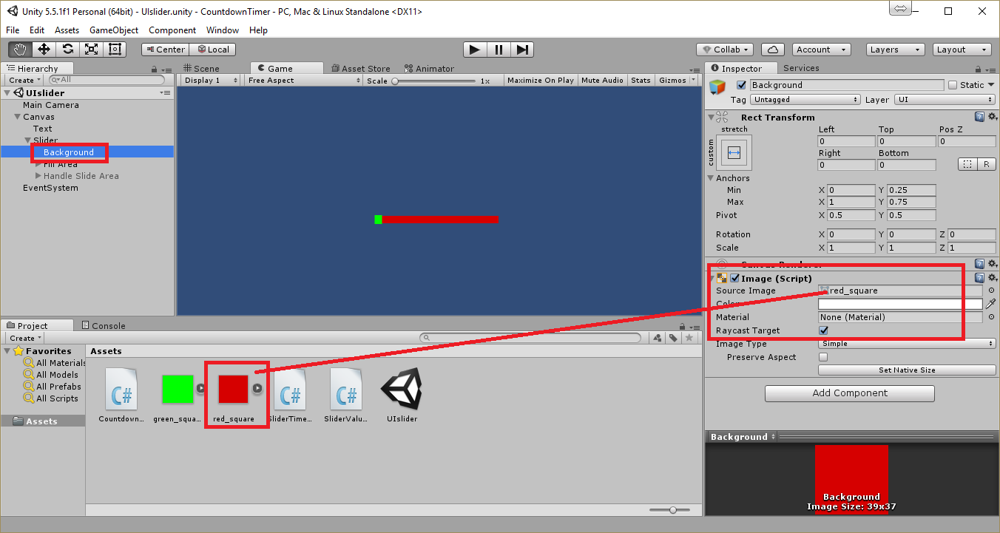 Unity 5.5.1f1 Personal (64bit) - UIslider.unity - CountdownTimer - PC, Mac & Linux Standalone <DX11>
File Edit Assets GameObject Component Window Help
Center Local Collab Account Layers Layout
Hierarchy
Create All
UIslider
Main Camera
Canvas
Text
Slider
Background
Fill Area
Handle Slide Area
EventSystem
Scene Game Asset Store Animator
Display 1 Free Aspect Scale 1x Maximize On Play Mute Audio Stats Gizmos
Inspector Services
Background Static
Tag Untagged Layer UI
Rect Transform
stretch Left Top Pos Z
custom 0 0 0
Right Bottom
0 0 R
Anchors
Min X 0 Y 0.25
Max X 1 Y 0.75
Pivot X 0.5 Y 0.5
Rotation X 0 Y 0 Z 0
Scale X 1 Y 1 Z 1
Canvas Renderer
Image (Script)
Source Image red_square
Color
Material None (Material)
Raycast Target
Image Type Simple
Preserve Aspect
Set Native Size
Add Component
Background
Background
Image Size: 39x37
Project Console
Create
Favorites
All Materials
All Models
All Prefabs
All Scripts
Assets
Assets
C# C# C#
Countdown... green_squa... red_square SliderTime... SliderValu... UIslider